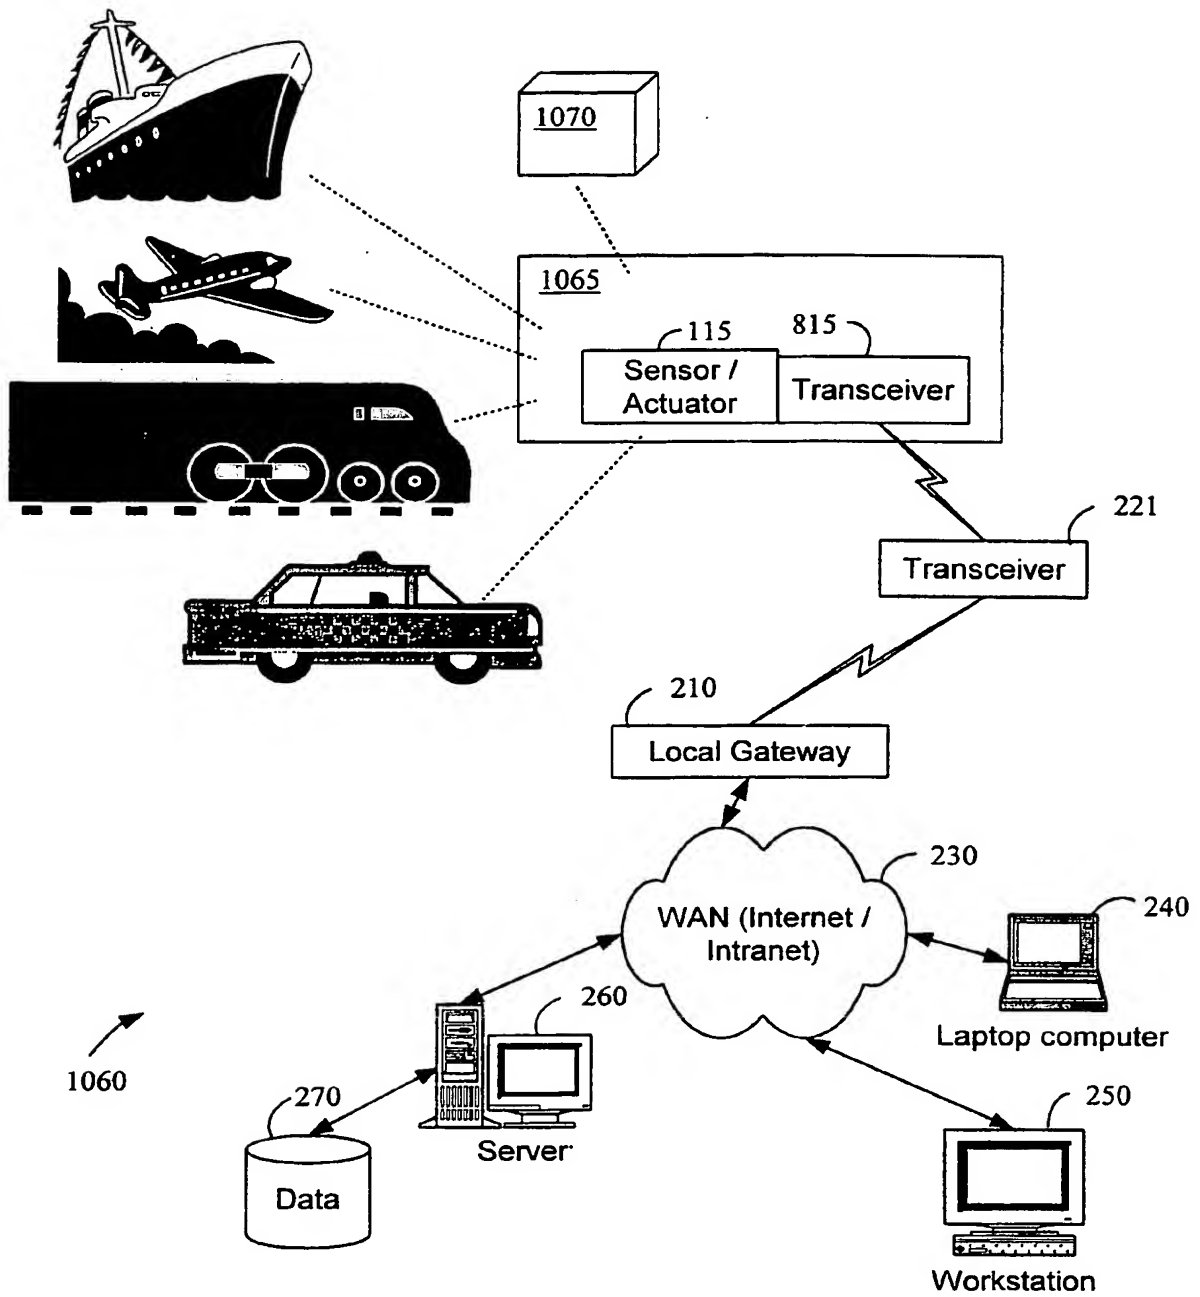 1070
1065
115
815
Sensor /
Actuator
Transceiver
221
Transceiver
210
Local Gateway
230
WAN (Internet /
Intranet)
240
Laptop computer
260
1060
270
Server
250
Data
Workstation